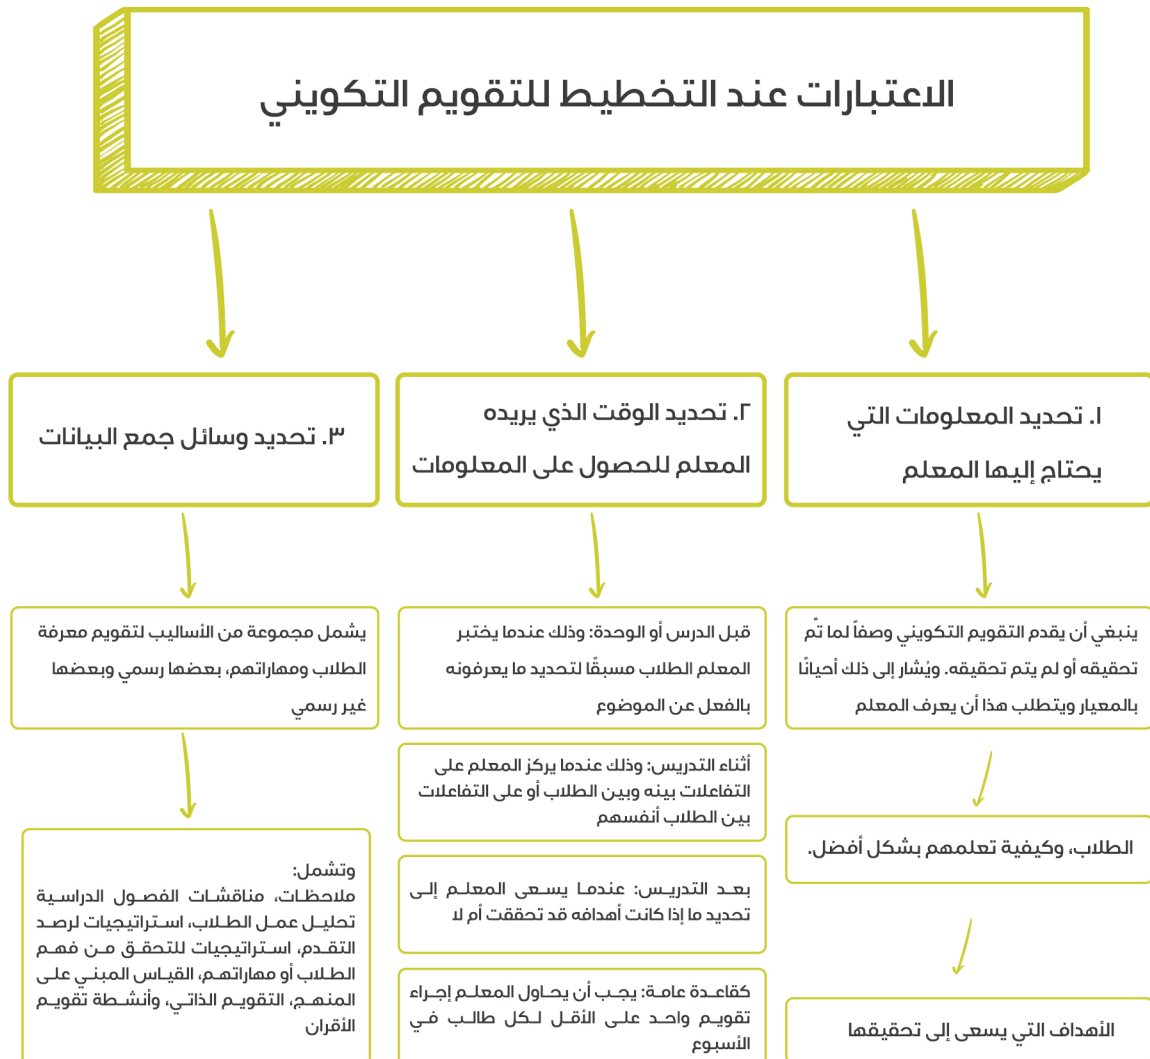 الاعتبارات عند التخطيط للتقويم التكويني
١. تحديد المعلومات التي
يحتاج إليها المعلم
ينبغي أن يقدم التقويم التكويني وصفاً لما تم
تحقيقه أو لم يتم تحقيقه. ويُشار إلى ذلك أحيانًا
بالمعيار ويتطلب هذا أن يعرف المعلم
الطلاب، وكيفية تعلمهم بشكل أفضل.
الأهداف التي يسعى إلى تحقيقها
٢. تحديد الوقت الذي يريده
المعلم للحصول على المعلومات
قبل الدرس أو الوحدة: وذلك عندما يختبر
المعلم الطلاب مسبقًا لتحديد ما يعرفونه
بالفعل عن الموضوع
أثناء التدريس: وذلك عندما يركز المعلم على
التفاعلات بينه وبين الطلاب أو على التفاعلات
بين الطلاب أنفسهم
بعد التدريس: عندما يسعى المعلم إلى
تحديد ما إذا كانت أهدافه قد تحققت أم لا
كقاعدة عامة: يجب أن يحاول المعلم إجراء
تقويم واحد على الأقل لكل طالب في
الأسبوع
٣. تحديد وسائل جمع البيانات
يشمل مجموعة من الأساليب لتقويم معرفة
الطلاب ومهاراتهم، بعضها رسمي وبعضها
غير رسمي
وتشمل:
ملاحظات، مناقشات الفصول الدراسية
تحليل عمل الطلاب، استراتيجيات لرصد
التقدم، استراتيجيات للتحقق من فهم
الطلاب أو مهاراتهم، القياس المبني على
المنهج، التقويم الذاتي، وأنشطة تقويم
الأقران